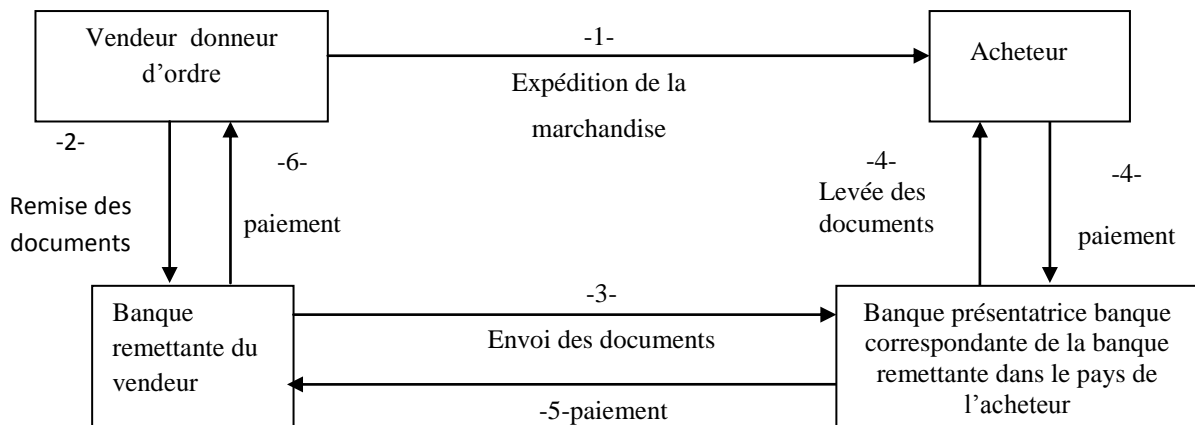 Vendeur donneur
d’ordre
-1-
Expédition de la
marchandise
Acheteur
-2-
Remise des
documents
-6-
paiement
-4-
Levée des
documents
-4-
paiement
Banque
remettante du
vendeur
-3-
Envoi des documents
-5-paiement
Banque présentatrice banque
correspondante de la banque
remettante dans le pays de
l’acheteur